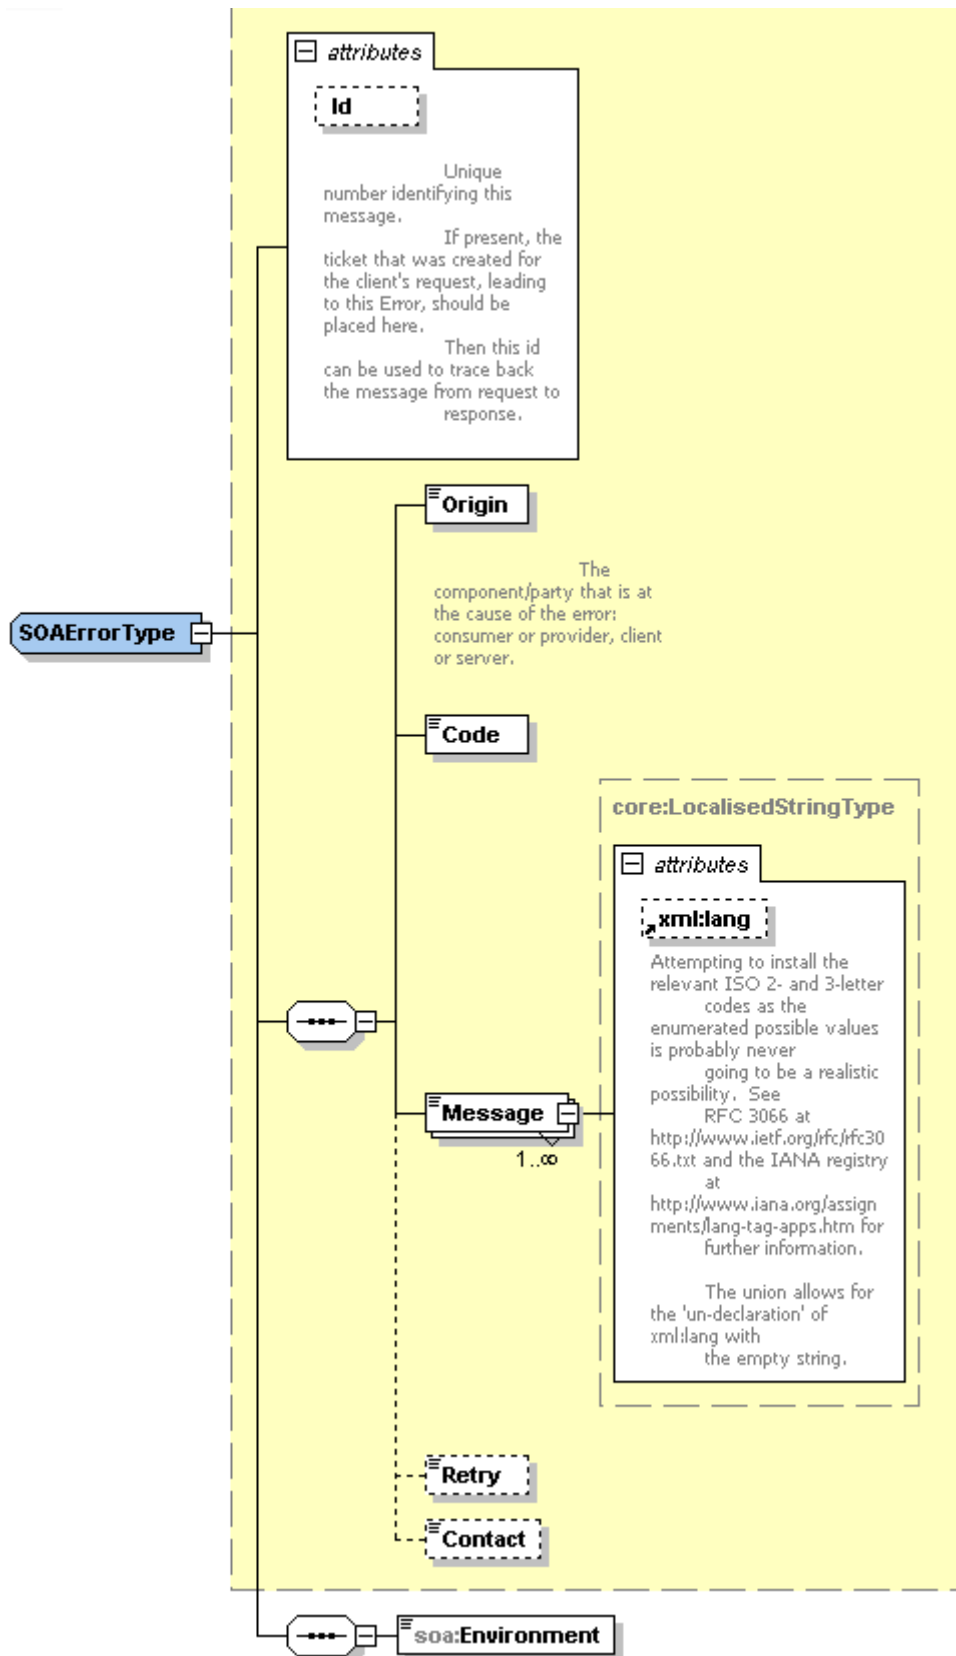 attributes
Id
Unique
number identifying this
message.
If present, the
ticket that was created for
the client's request, leading
to this Error, should be
placed here.
Then this id
can be used to trace back
the message from request to
response.
Origin
The
component/party that is at
the cause of the error:
consumer or provider, client
or server.
SOAErrorType
Code
core:LocalisedStringType
attributes
xml:lang
Attempting to install the
relevant ISO 2- and 3-letter
codes as the
enumerated possible values
is probably never
going to be a realistic
possibility. See
RFC 3066 at
http://www.ietf.org/rfc/rfc30
66.txt and the IANA registry
at
http://www.iana.org/assign
ments/lang-tag-apps.htm for
further information.
The union allows for
the 'un-declaration' of
xml:lang with
the empty string.
Message
1..∞
Retry
Contact
soa:Environment